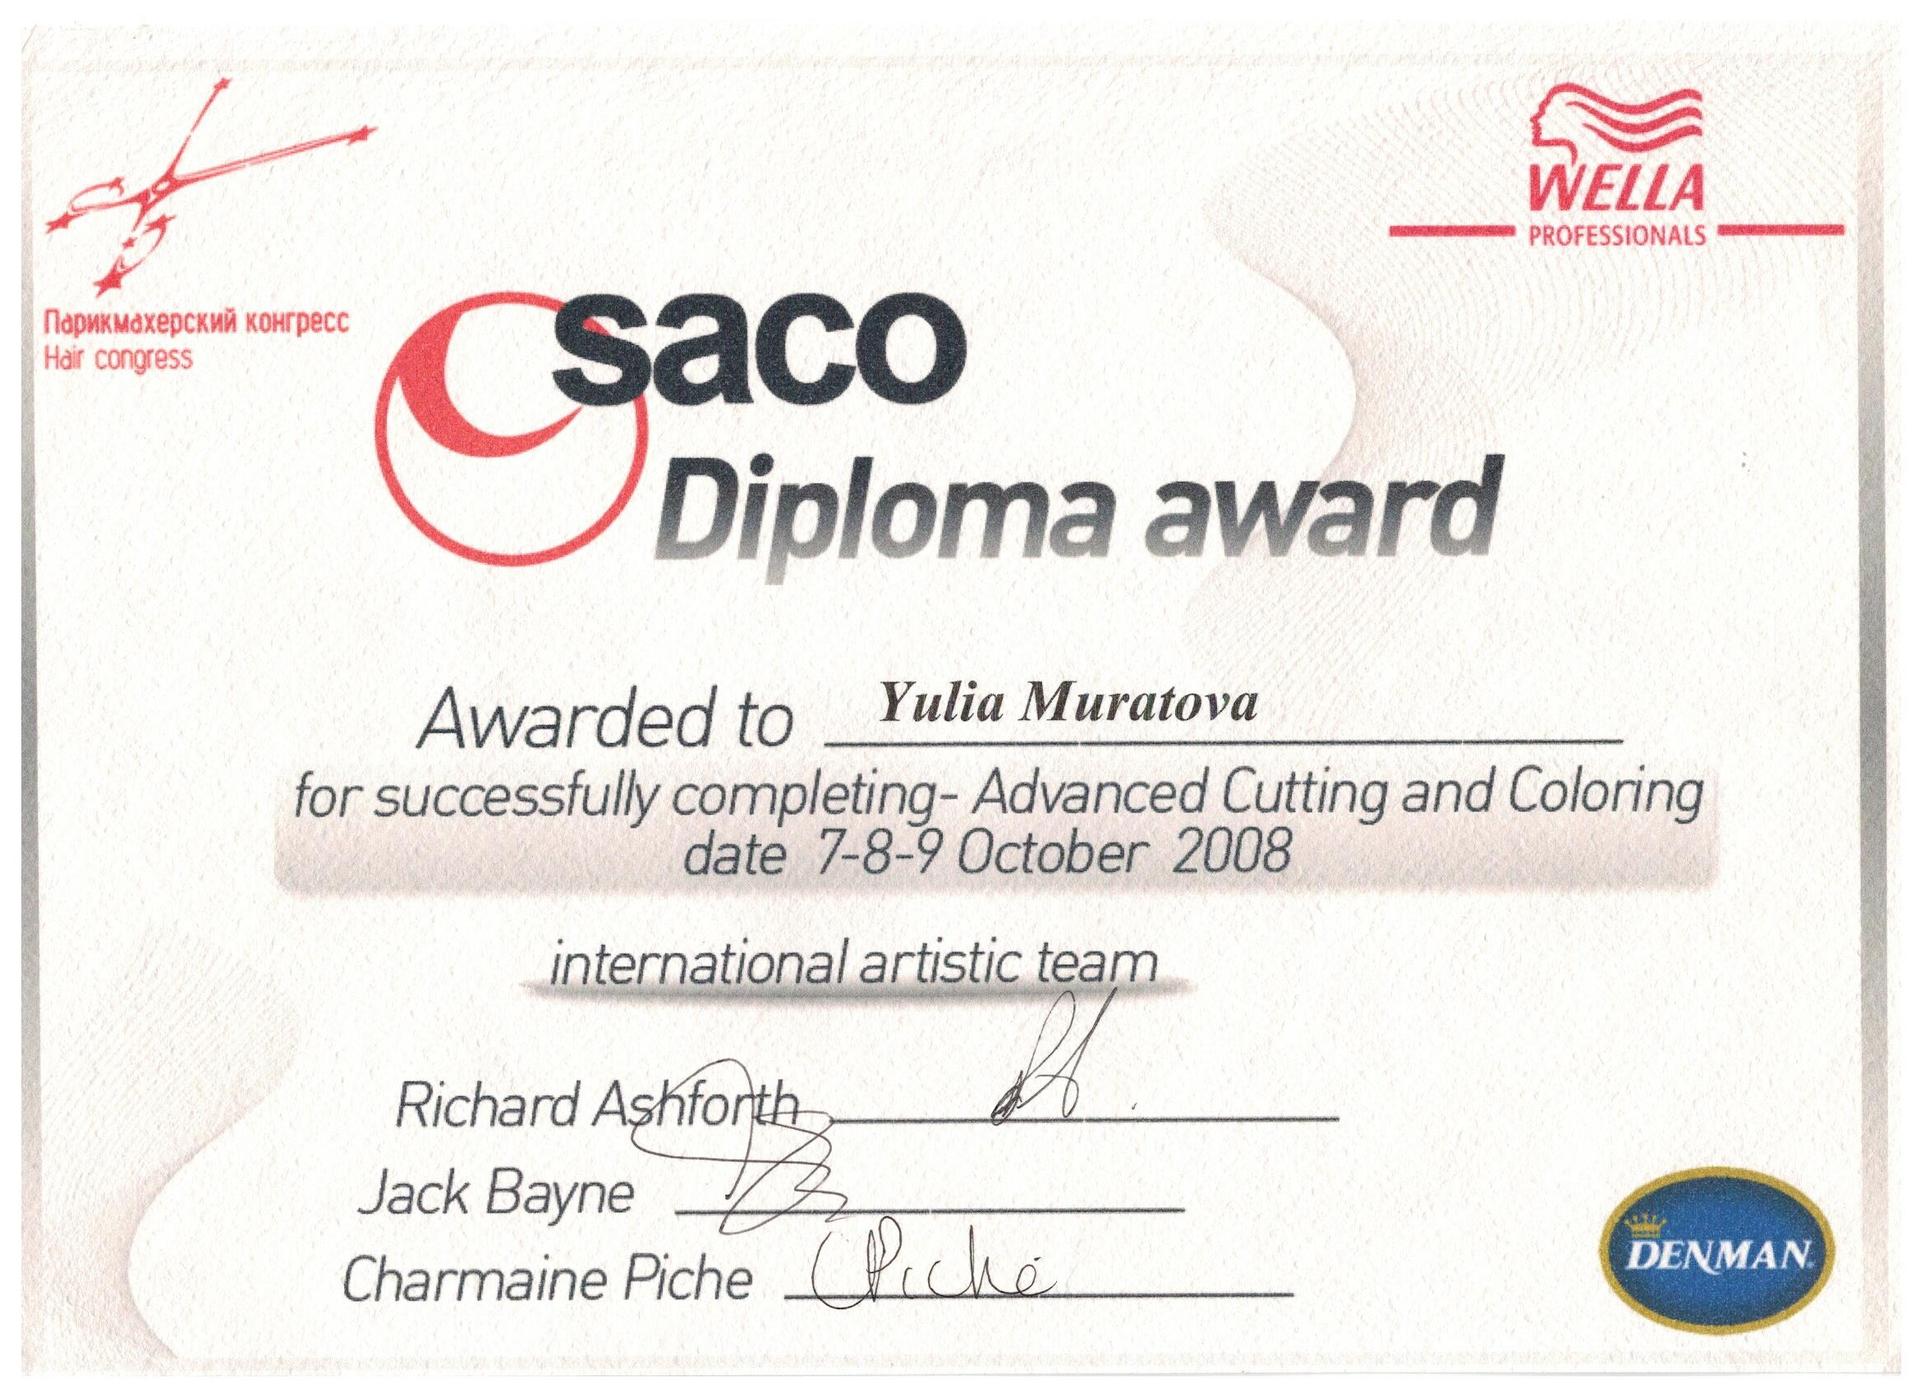 Парикмахерский конгресс
Hair congress
WELLA
PROFESSIONALS
saco
Diploma award
Awarded to Yulia Muratova
for successfully completing- Advanced Cutting and Coloring
date 7-8-9 October 2008
international artistic team
Richard Ashforth
Jack Bayne
Charmaine Piche CPiche
DENMAN